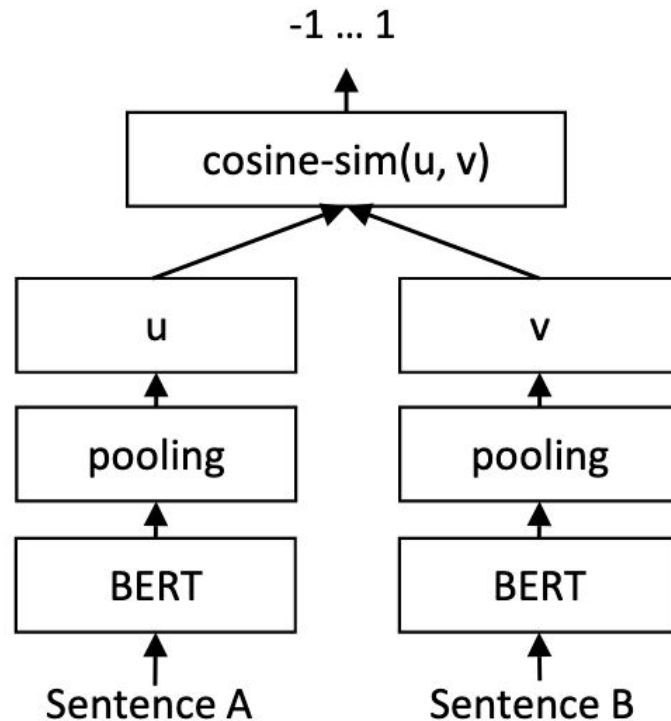 -1 ... 1
cosine-sim(u, v)
u v
pooling pooling
BERT BERT
Sentence A Sentence B